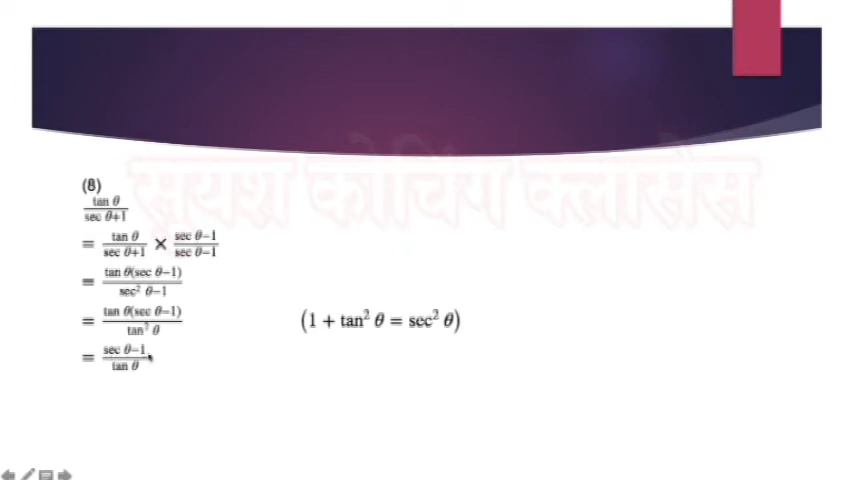 सुयश कोचिंग क्लासेस
(8)
tan θ / sec θ+1
= tan θ / sec θ+1 × sec θ−1 / sec θ−1
= tan θ(sec θ−1) / sec² θ−1
= tan θ(sec θ−1) / tan² θ (1 + tan² θ = sec² θ)
= sec θ−1 / tan θ